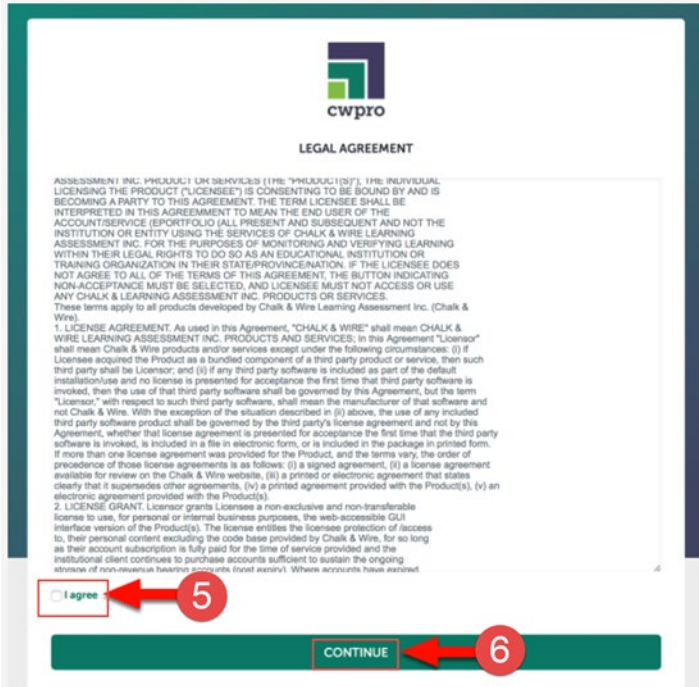 cwpro
LEGAL AGREEMENT
ASSESSMENT INC. PRODUCT OR SERVICES (THE "PRODUCT(S)"), THE INDIVIDUAL
LICENSING THE PRODUCT ("LICENSEE") IS CONSENTING TO BE BOUND BY AND IS
BECOMING A PARTY TO THIS AGREEMENT. THE TERM LICENSEE SHALL BE
INTERPRETED IN THIS AGREEMMENT TO MEAN THE END USER OF THE
ACCOUNT/SERVICE (EPORTFOLIO (ALL PRESENT AND SUBSEQUENT AND NOT THE
INSTITUTION OR ENTITY USING THE SERVICES OF CHALK & WIRE LEARNING
ASSESSMENT INC. FOR THE PURPOSES OF MONITORING AND VERIFYING LEARNING
WITHIN THEIR LEGAL RIGHTS TO DO SO AS AN EDUCATIONAL INSTITUTION OR
TRAINING ORGANIZATION IN THEIR STATE/PROVINCE/NATION. IF THE LICENSEE DOES
NOT AGREE TO ALL OF THE TERMS OF THIS AGREEMENT, THE BUTTON INDICATING
NON-ACCEPTANCE MUST BE SELECTED, AND LICENSEE MUST NOT ACCESS OR USE
ANY CHALK & LEARNING ASSESSMENT INC. PRODUCTS OR SERVICES.
These terms apply to all products developed by Chalk & Wire Learning Assessment Inc. (Chalk &
Wire).
1. LICENSE AGREEMENT. As used in this Agreement, "CHALK & WIRE" shall mean CHALK &
WIRE LEARNING ASSESSMENT INC. PRODUCTS AND SERVICES; In this Agreement "Licensor"
shall mean Chalk & Wire products and/or services except under the following circumstances: (i) if
Licensee acquired the Product as a bundled component of a third party product or service, then such
third party shall be Licensor; and (ii) if any third party software is included as part of the default
installation/use and no license is presented for acceptance the first time that third party software is
invoked, then the use of that third party software shall be governed by this Agreement, but the term
"Licensor," with respect to such third party software, shall mean the manufacturer of that software and
not Chalk & Wire. With the exception of the situation described in (ii) above, the use of any included
third party software product shall be governed by the third party's license agreement and not by this
Agreement, whether that license agreement is presented for acceptance the first time that the third party
software is invoked, is included in a file in electronic form, or is included in the package in printed form.
If more than one license agreement was provided for the Product, and the terms vary, the order of
precedence of those license agreements is as follows: (i) a signed agreement, (ii) a license agreement
available for review on the Chalk & Wire website, (iii) a printed or electronic agreement that states
clearly that it supersedes other agreements, (iv) a printed agreement provided with the Product(s), (v) an
electronic agreement provided with the Product(s).
2. LICENSE GRANT. Licensor grants Licensee a non-exclusive and non-transferable
license to use, for personal or internal business purposes, the web-accessible GUI
interface version of the Product(s). The license entitles the licensee protection of /access
to, their personal content excluding the code base provided by Chalk & Wire, for so long
as their account subscription is fully paid for the time of service provided and the
institutional client continues to purchase accounts sufficient to sustain the ongoing
storage of non-revenue bearing accounts (post expiry). Where accounts have expired
I agree
5
CONTINUE
6